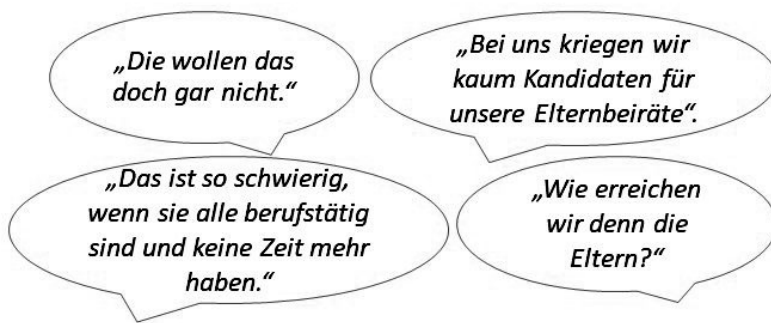 „Die wollen das
doch gar nicht.“
„Bei uns kriegen wir
kaum Kandidaten für
unsere Elternbeiräte“.
„Das ist so schwierig,
wenn sie alle berufstätig
sind und keine Zeit mehr
haben.“
„Wie erreichen
wir denn die
Eltern?“